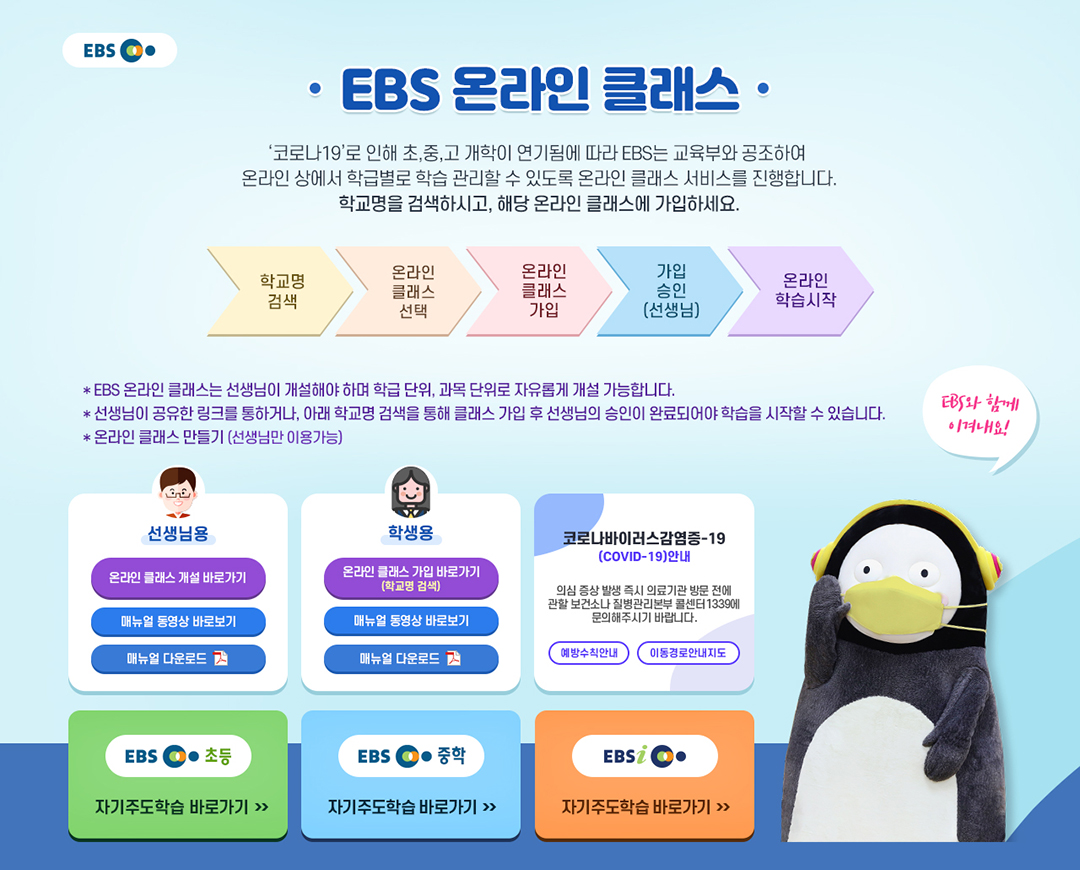 EBS
EBS 온라인 클래스
‘코로나19’로 인해 초,중,고 개학이 연기됨에 따라 EBS는 교육부와 공조하여
온라인 상에서 학급별로 학습 관리할 수 있도록 온라인 클래스 서비스를 진행합니다.
학교명을 검색하시고, 해당 온라인 클래스에 가입하세요.
학교명
검색
온라인
클래스
선택
온라인
클래스
가입
가입
승인
(선생님)
온라인
학습시작
* EBS 온라인 클래스는 선생님이 개설해야 하며 학급 단위, 과목 단위로 자유롭게 개설 가능합니다.
* 선생님이 공유한 링크를 통하거나, 아래 학교명 검색을 통해 클래스 가입 후 선생님의 승인이 완료되어야 학습을 시작할 수 있습니다.
* 온라인 클래스 만들기 (선생님만 이용가능)
EBS와 함께
이겨내요!
선생님용
온라인 클래스 개설 바로가기
매뉴얼 동영상 바로보기
매뉴얼 다운로드
학생용
온라인 클래스 가입 바로가기
(학교명 검색)
매뉴얼 동영상 바로보기
매뉴얼 다운로드
코로나바이러스감염증-19
(COVID-19)안내
의심 증상 발생 즉시 의료기관 방문 전에
관할 보건소나 질병관리본부 콜센터 1339에
문의해주시기 바랍니다.
예방수칙안내
이동경로안내지도
EBS 초등
자기주도학습 바로가기 >>
EBS 중학
자기주도학습 바로가기 >>
EBSi
자기주도학습 바로가기 >>